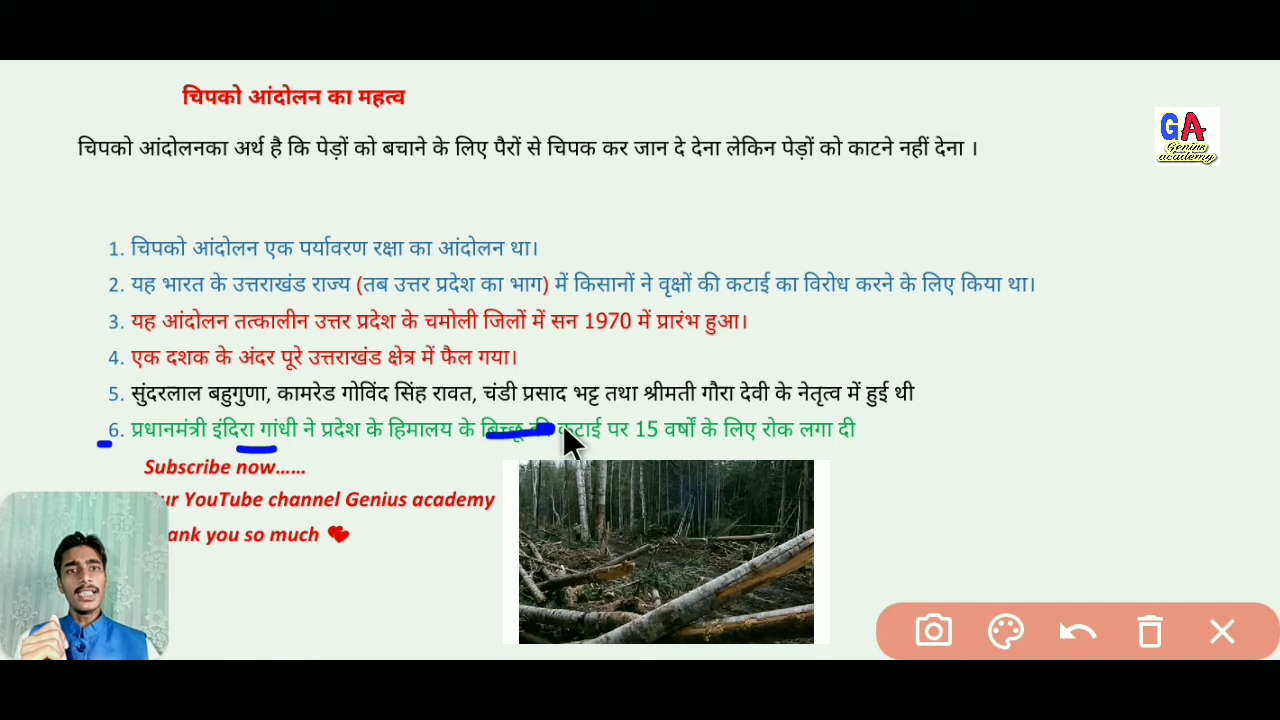 चिपको आंदोलन का महत्व
GA
Genius
academy
चिपको आंदोलनका अर्थ है कि पेड़ों को बचाने के लिए पैरों से चिपक कर जान दे देना लेकिन पेड़ों को काटने नहीं देना ।
1. चिपको आंदोलन एक पर्यावरण रक्षा का आंदोलन था।
2. यह भारत के उत्तराखंड राज्य (तब उत्तर प्रदेश का भाग) में किसानों ने वृक्षों की कटाई का विरोध करने के लिए किया था।
3. यह आंदोलन तत्कालीन उत्तर प्रदेश के चमोली जिलों में सन 1970 में प्रारंभ हुआ।
4. एक दशक के अंदर पूरे उत्तराखंड क्षेत्र में फैल गया।
5. सुंदरलाल बहुगुणा, कामरेड गोविंद सिंह रावत, चंडी प्रसाद भट्ट तथा श्रीमती गौरा देवी के नेतृत्व में हुई थी
6. प्रधानमंत्री इंदिरा गांधी ने प्रदेश के हिमालय के बिच्छू की कटाई पर 15 वर्षों के लिए रोक लगा दी
Subscribe now......
YouTube channel Genius academy
you so much